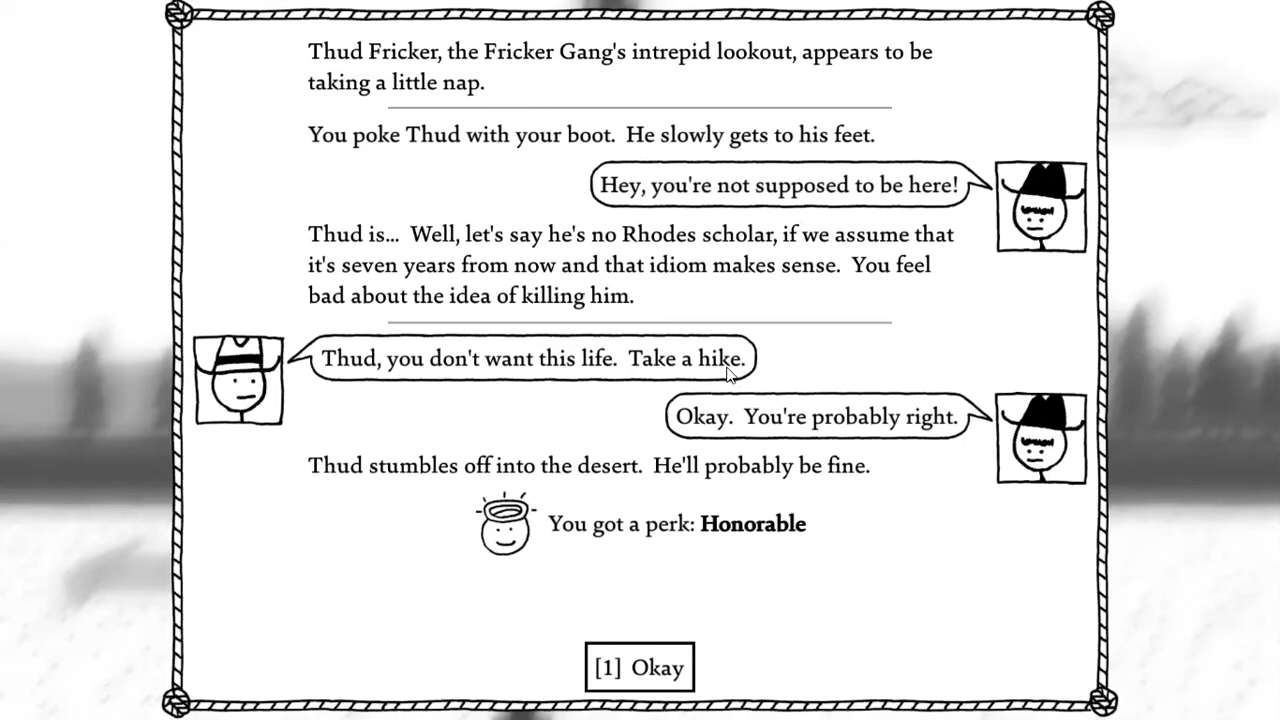 Thud Fricker, the Fricker Gang's intrepid lookout, appears to be
taking a little nap.
You poke Thud with your boot.  He slowly gets to his feet.
Hey, you're not supposed to be here!
Thud is...  Well, let's say he's no Rhodes scholar, if we assume that
it's seven years from now and that idiom makes sense.  You feel
bad about the idea of killing him.
Thud, you don't want this life.  Take a hike.
Okay.  You're probably right.
Thud stumbles off into the desert.  He'll probably be fine.
You got a perk: Honorable
[1] Okay